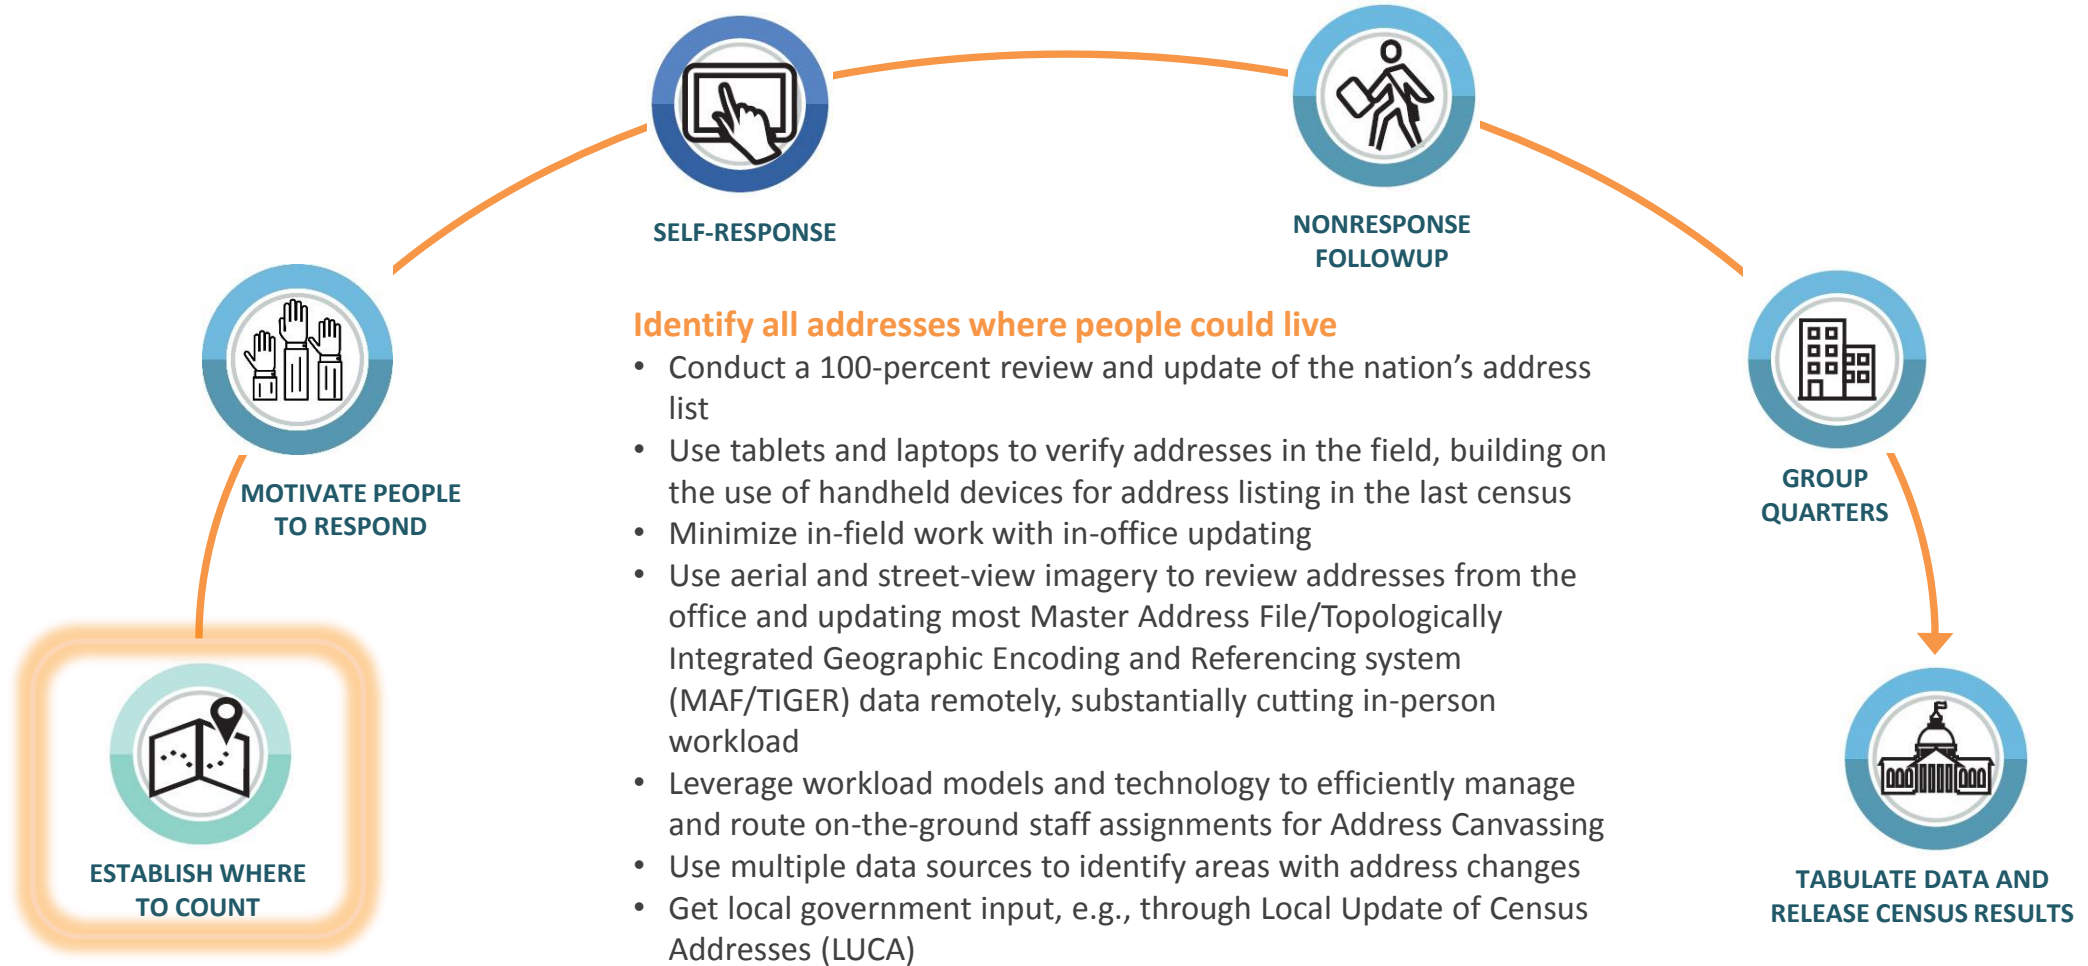 SELF-RESPONSE
NONRESPONSE
FOLLOWUP
MOTIVATE PEOPLE
TO RESPOND
GROUP
QUARTERS
ESTABLISH WHERE
TO COUNT
TABULATE DATA AND
RELEASE CENSUS RESULTS
Identify all addresses where people could live
• Conduct a 100-percent review and update of the nation’s address
list
• Use tablets and laptops to verify addresses in the field, building on
the use of handheld devices for address listing in the last census
• Minimize in-field work with in-office updating
• Use aerial and street-view imagery to review addresses from the
office and updating most Master Address File/Topologically
Integrated Geographic Encoding and Referencing system
(MAF/TIGER) data remotely, substantially cutting in-person
workload
• Leverage workload models and technology to efficiently manage
and route on-the-ground staff assignments for Address Canvassing
• Use multiple data sources to identify areas with address changes
• Get local government input, e.g., through Local Update of Census
Addresses (LUCA)